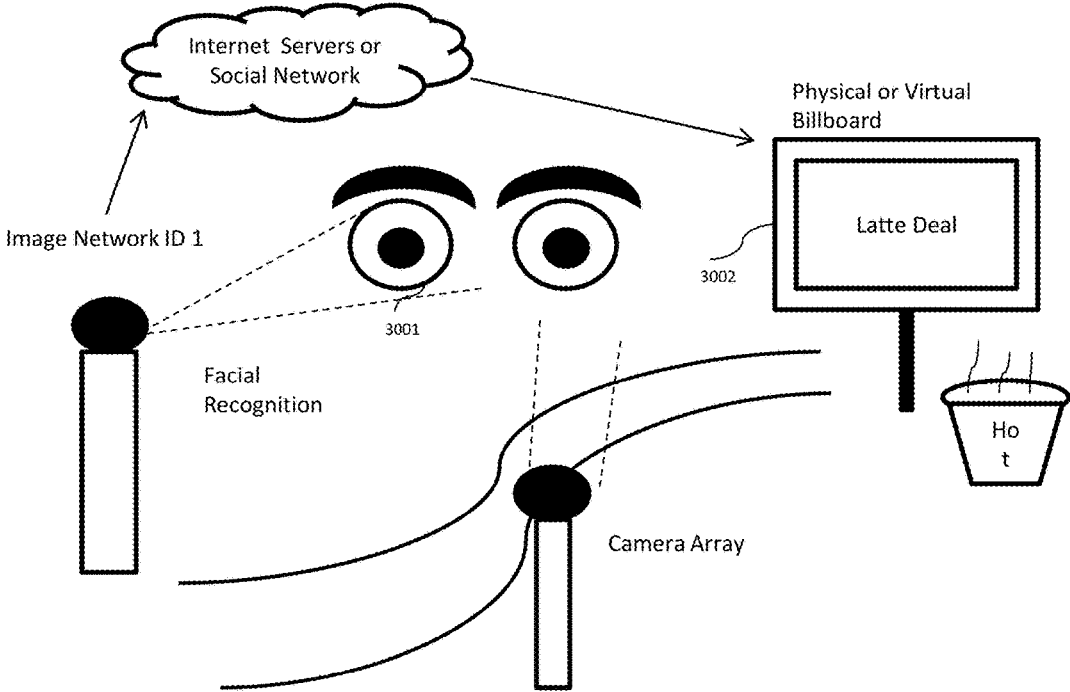 Internet Servers or
Social Network
Physical or Virtual
Billboard
Latte Deal
Image Network ID 1
3002
3001
Facial
Recognition
Ho
t
Camera Array